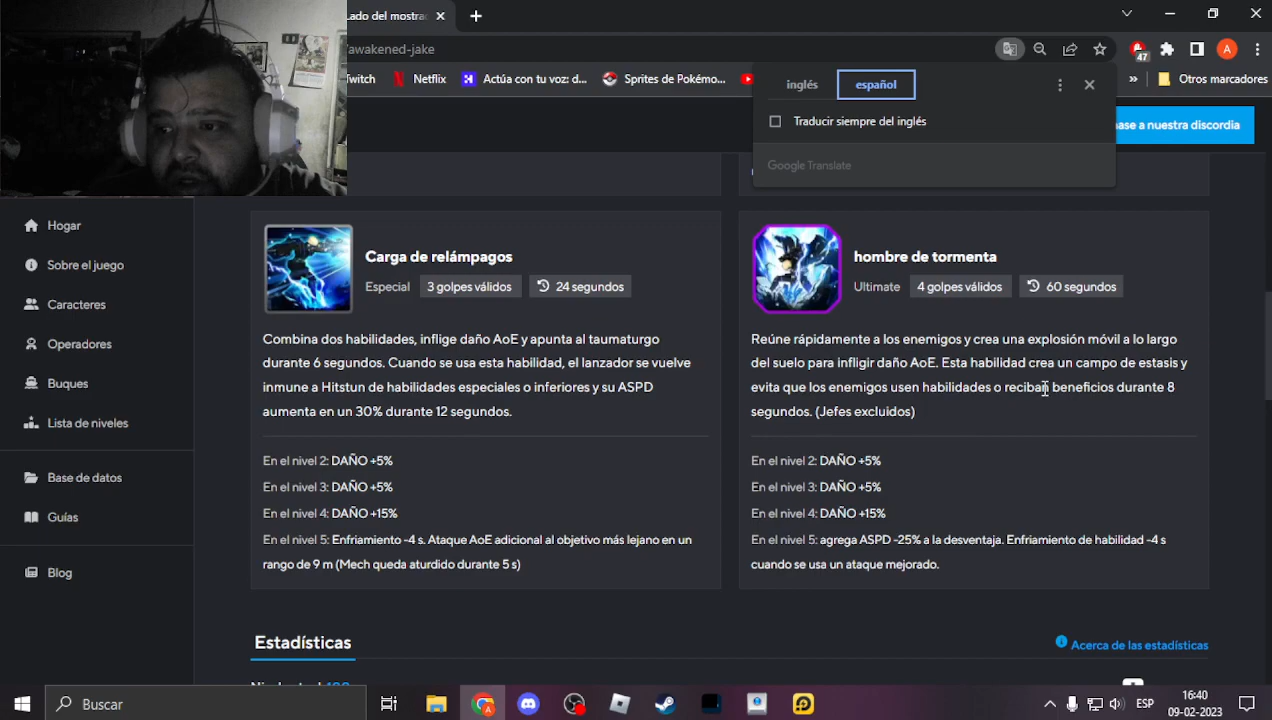 Lado del mostra
/awakened-jake
47
A
Twitch
Netflix
Actúa con tu voz: d...
Sprites de Pokémo...
»
Otros marcadores
inglés
español
Traducir siempre del inglés
Google Translate
ase a nuestra discordia
Hogar
Sobre el juego
Caracteres
Operadores
Buques
Lista de niveles
Base de datos
Guías
Blog
Carga de relámpagos
Especial
3 golpes válidos
24 segundos
Combina dos habilidades, inflige daño AoE y apunta al taumaturgo
durante 6 segundos. Cuando se usa esta habilidad, el lanzador se vuelve
inmune a Hitstun de habilidades especiales o inferiores y su ASPD
aumenta en un 30% durante 12 segundos.
En el nivel 2: DAÑO +5%
En el nivel 3: DAÑO +5%
En el nivel 4: DAÑO +15%
En el nivel 5: Enfriamiento -4 s. Ataque AoE adicional al objetivo más lejano en un
rango de 9 m (Mech queda aturdido durante 5 s)
hombre de tormenta
Ultimate
4 golpes válidos
60 segundos
Reúne rápidamente a los enemigos y crea una explosión móvil a lo largo
del suelo para infligir daño AoE. Esta habilidad crea un campo de estasis y
evita que los enemigos usen habilidades o reciban beneficios durante 8
segundos. (Jefes excluidos)
En el nivel 2: DAÑO +5%
En el nivel 3: DAÑO +5%
En el nivel 4: DAÑO +15%
En el nivel 5: agrega ASPD -25% a la desventaja. Enfriamiento de habilidad -4 s
cuando se usa un ataque mejorado.
Estadísticas
Acerca de las estadísticas
Buscar
ESP
16:40
09-02-2023